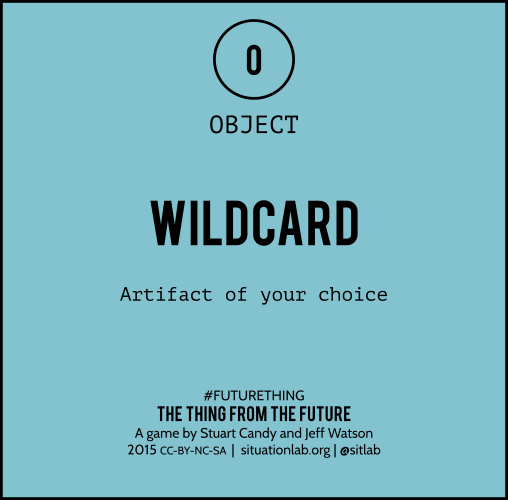 O
OBJECT
WILDCARD
Artifact of your choice
#FUTURETHING
THE THING FROM THE FUTURE
A game by Stuart Candy and Jeff Watson
2015 CC-BY-NC-SA | situationlab.org | @sitlab